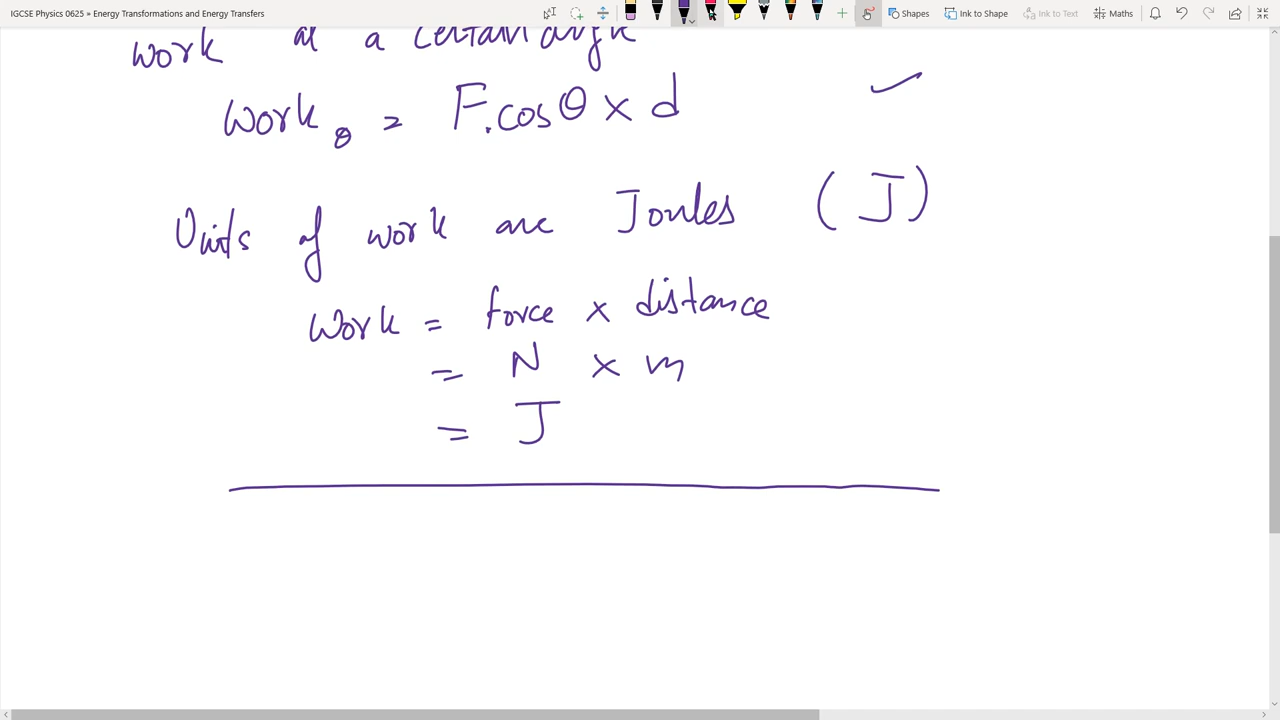 IGCSE Physics 0625 » Energy Transformations and Energy Transfers
Shapes Ink to Shape Ink to Text Maths
Work at a certain angle
Work θ = F.cosθ × d
Units of work are Joules (J)
Work = force × distance
= N × m
= J